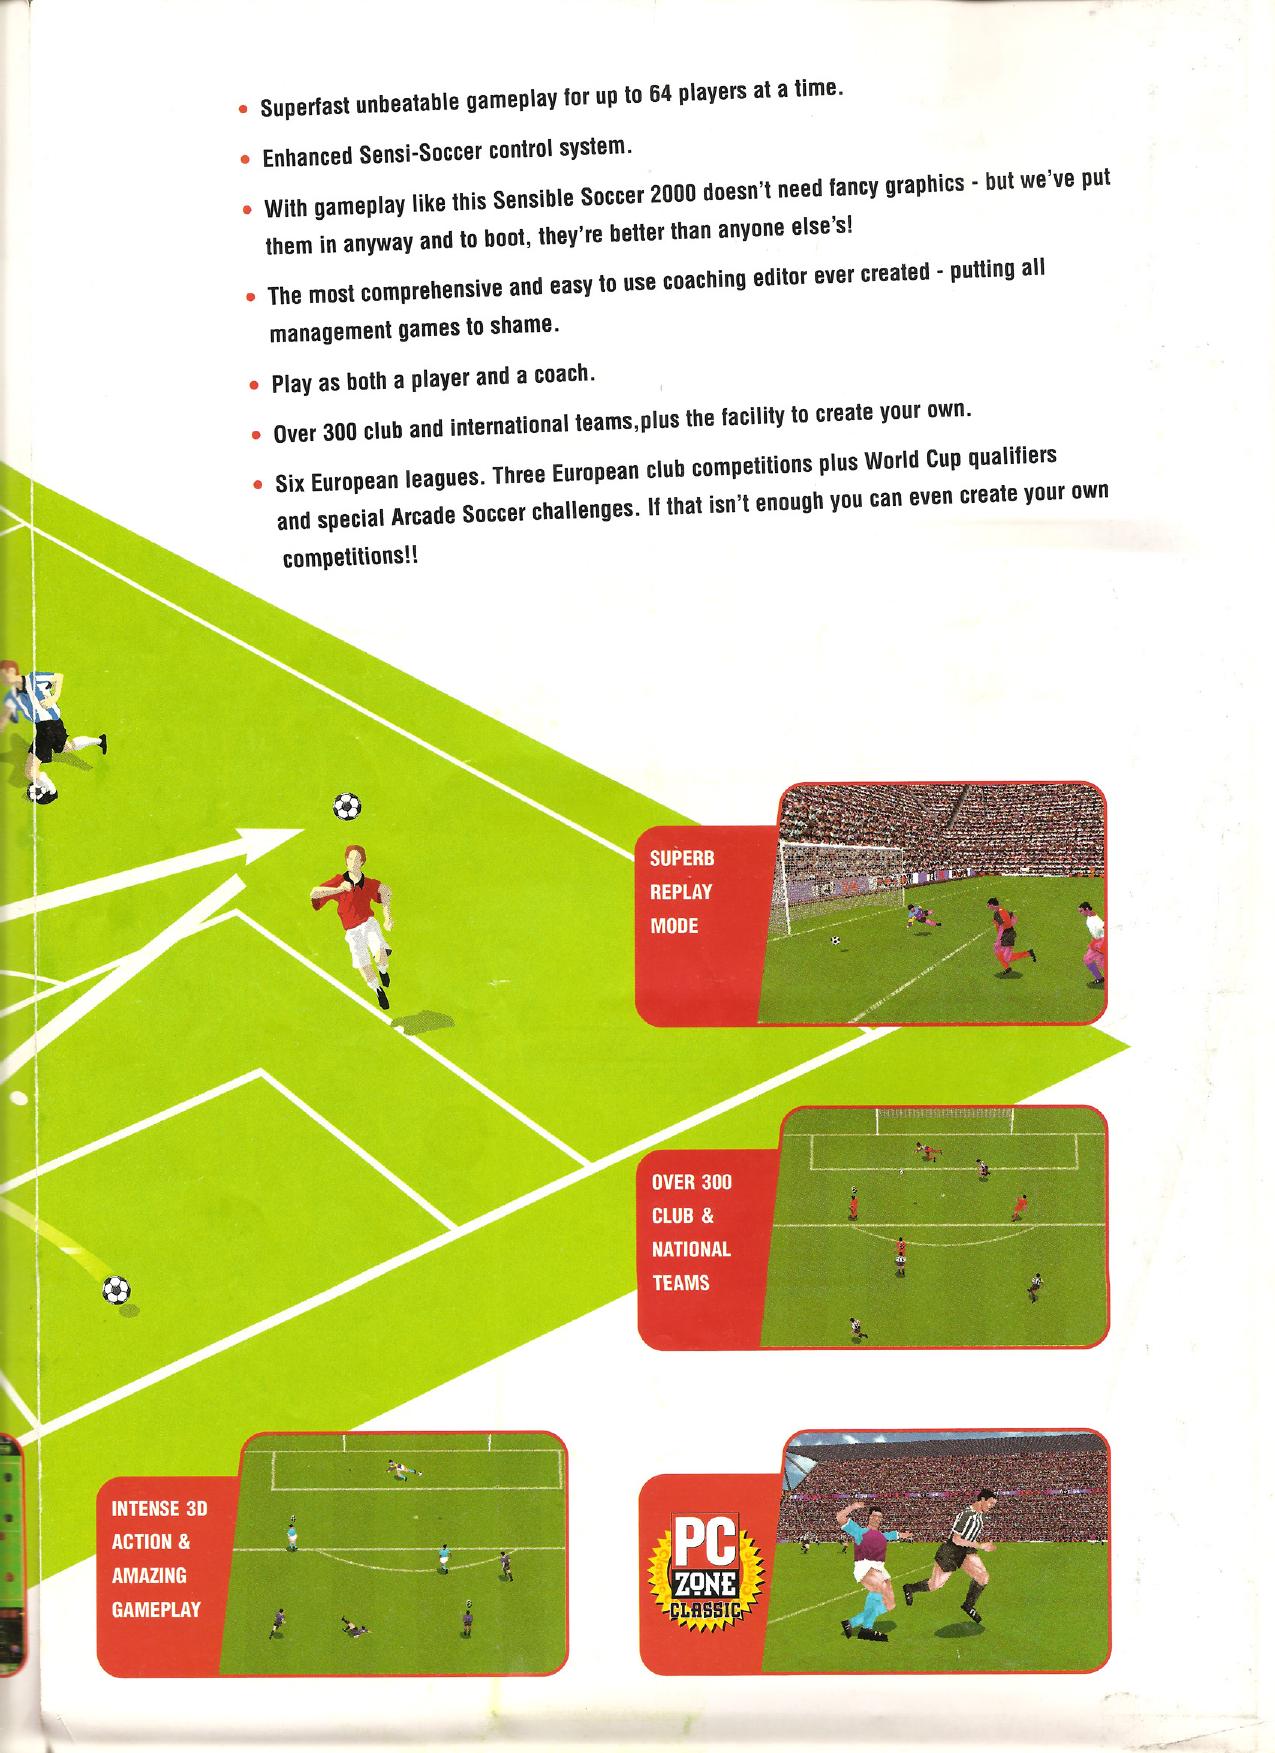 • Superfast unbeatable gameplay for up to 64 players at a time.
• Enhanced Sensi-Soccer control system.
• With gameplay like this Sensible Soccer 2000 doesn't need fancy graphics - but we've put
them in anyway and to boot, they're better than anyone else's!
• The most comprehensive and easy to use coaching editor ever created - putting all
management games to shame.
• Play as both a player and a coach.
• Over 300 club and international teams,plus the facility to create your own.
• Six European leagues. Three European club competitions plus World Cup qualifiers
and special Arcade Soccer challenges. If that isn't enough you can even create your own
competitions!!
SUPERB
REPLAY
MODE
OVER 300
CLUB &
NATIONAL
TEAMS
INTENSE 3D
ACTION &
AMAZING
GAMEPLAY
PC
ZONE
CLASSIC